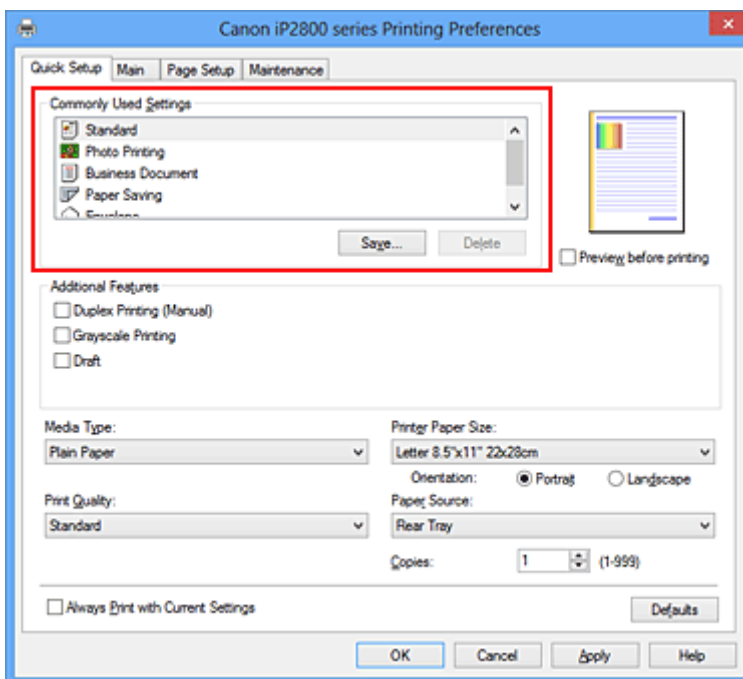 Canon iP2800 series Printing Preferences
Quick Setup Main Page Setup Maintenance
Commonly Used Settings
Standard
Photo Printing
Business Document
Paper Saving
Envelope
Save... Delete
Preview before printing
Additional Features
Duplex Printing (Manual)
Grayscale Printing
Draft
Media Type: Printer Paper Size:
Plain Paper Letter 8.5"x11" 22x28cm
Orientation: Portrait Landscape
Print Quality: Paper Source:
Standard Rear Tray
Copies: 1 (1-999)
Always Print with Current Settings Defaults
OK Cancel Apply Help